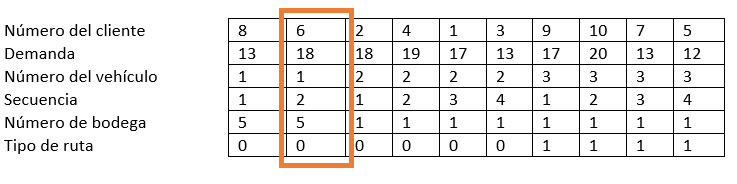 Número del cliente 8 6 2 4 1 3 9 10 7 5
Demanda 13 18 18 19 17 13 17 20 13 12
Número del vehículo 1 1 2 2 2 2 3 3 3 3
Secuencia 1 2 1 2 3 4 1 2 3 4
Número de bodega 5 5 1 1 1 1 1 1 1 1
Tipo de ruta 0 0 0 0 0 0 1 1 1 1